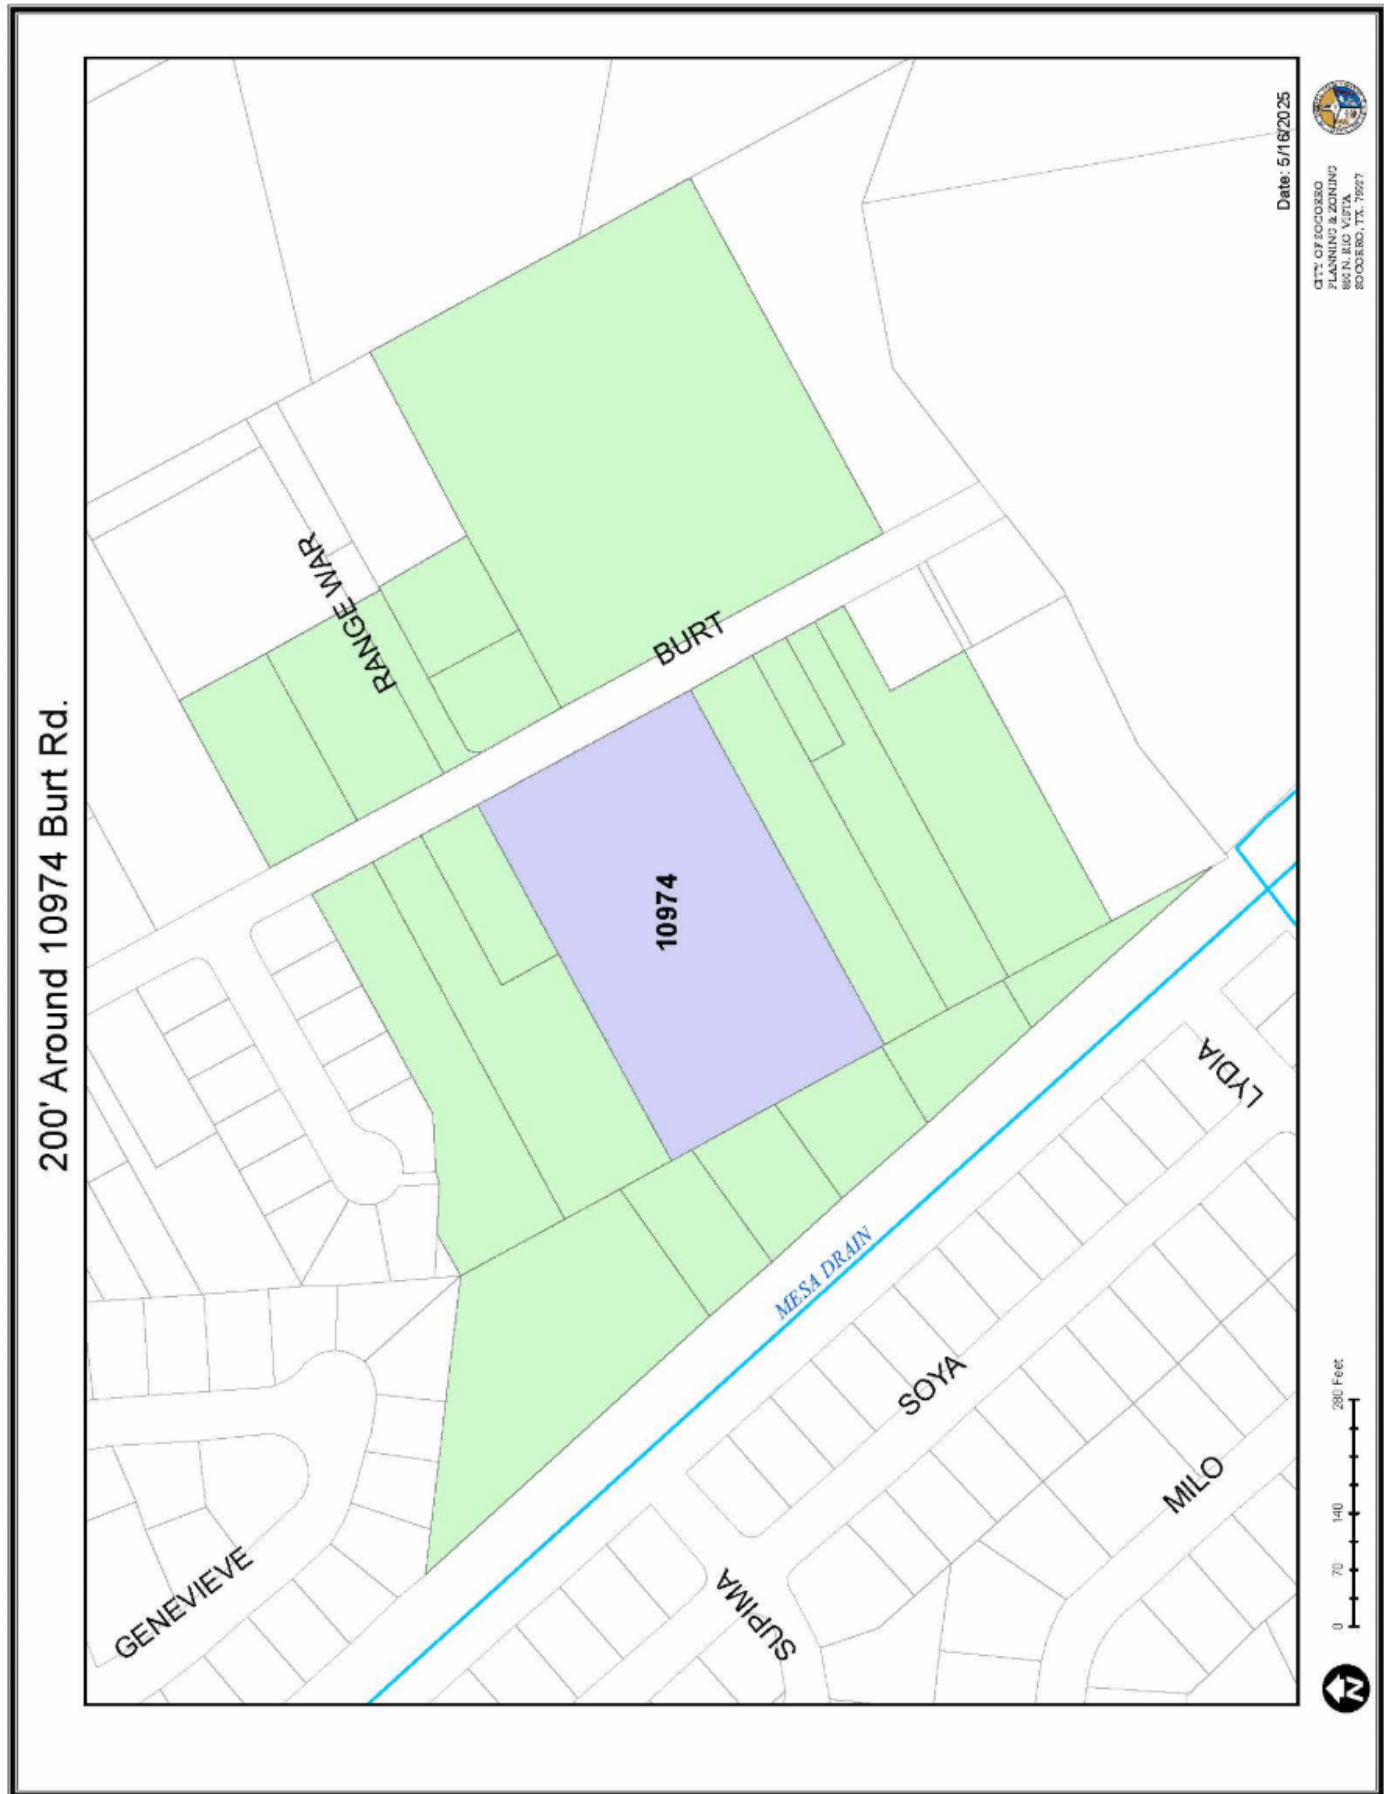 200' Around 10974 Burt Rd.
GENEVIEVE
RANGE WAR
BURT
10974
MESA DRAIN
SUPIMA
SOYA
LYDIA
MILO
Date: 5/16/2025
0 70 140 280 Feet
N
CITY OF SOCORRO
PLANNING & ZONING
860 N. RIO VISTA
SOCORRO, TX. 79927